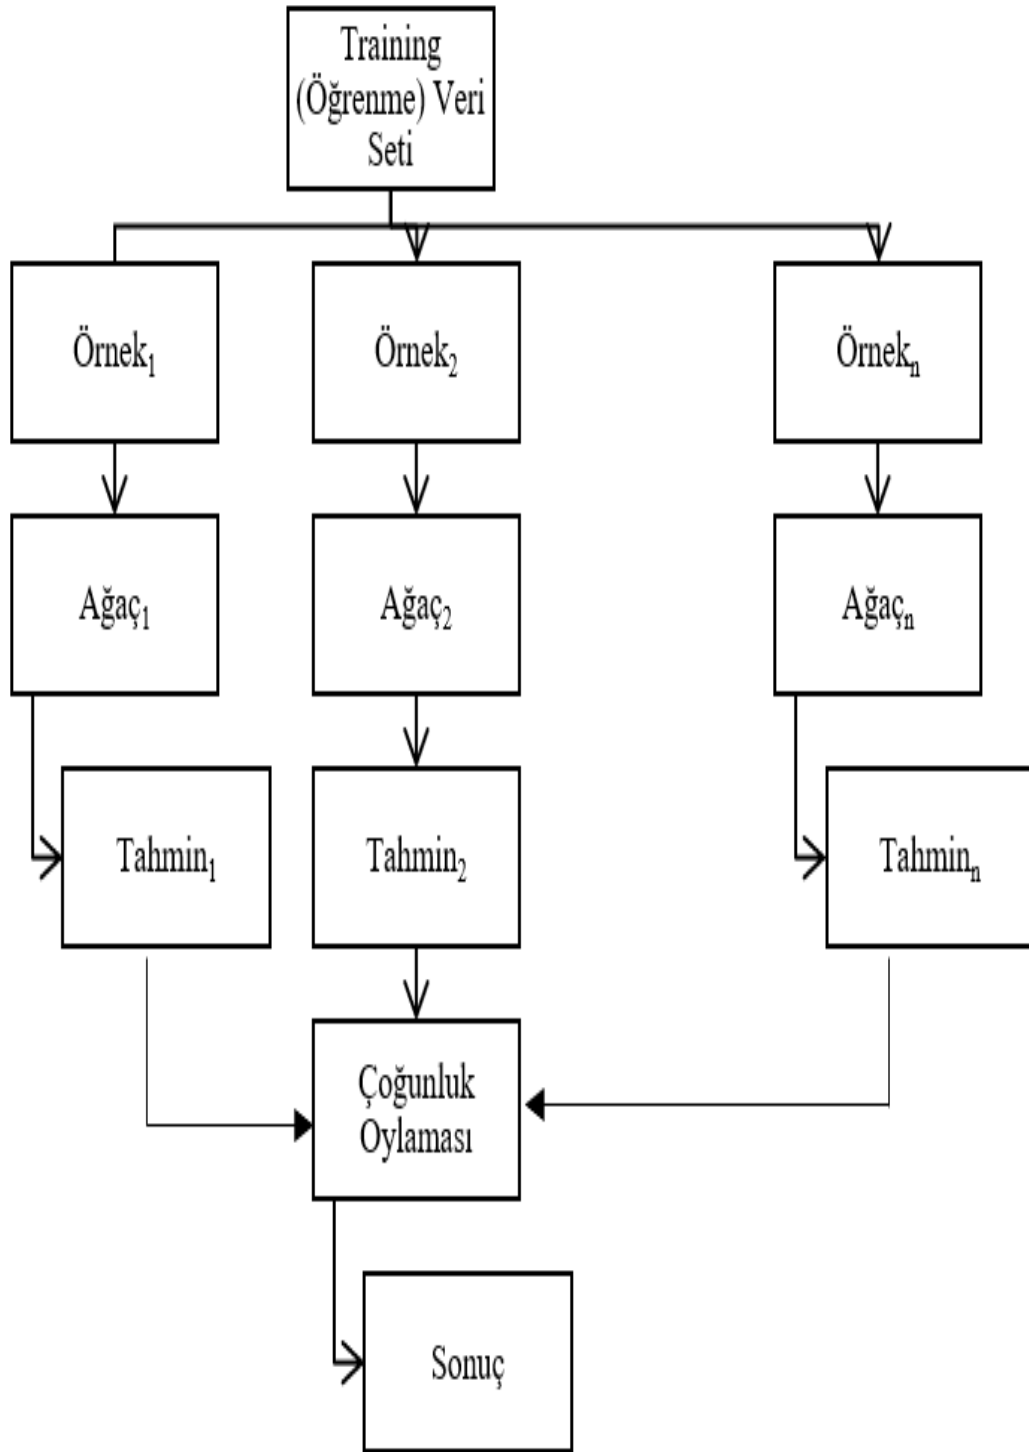 Training
(Öğrenme) Veri
Seti
Örnek₁
Örnek₂
Örnekₙ
Ağaç₁
Ağaç₂
Ağaçₙ
Tahmin₁
Tahmin₂
Tahminₙ
Çoğunluk
Oylaması
Sonuç